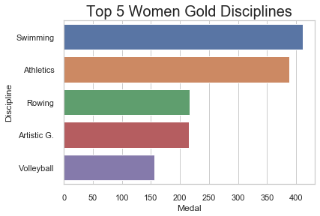 Top 5 Women Gold Disciplines
Swimming
Athletics
Rowing
Artistic G.
Volleyball
Discipline
0 50 100 150 200 250 300 350 400
Medal